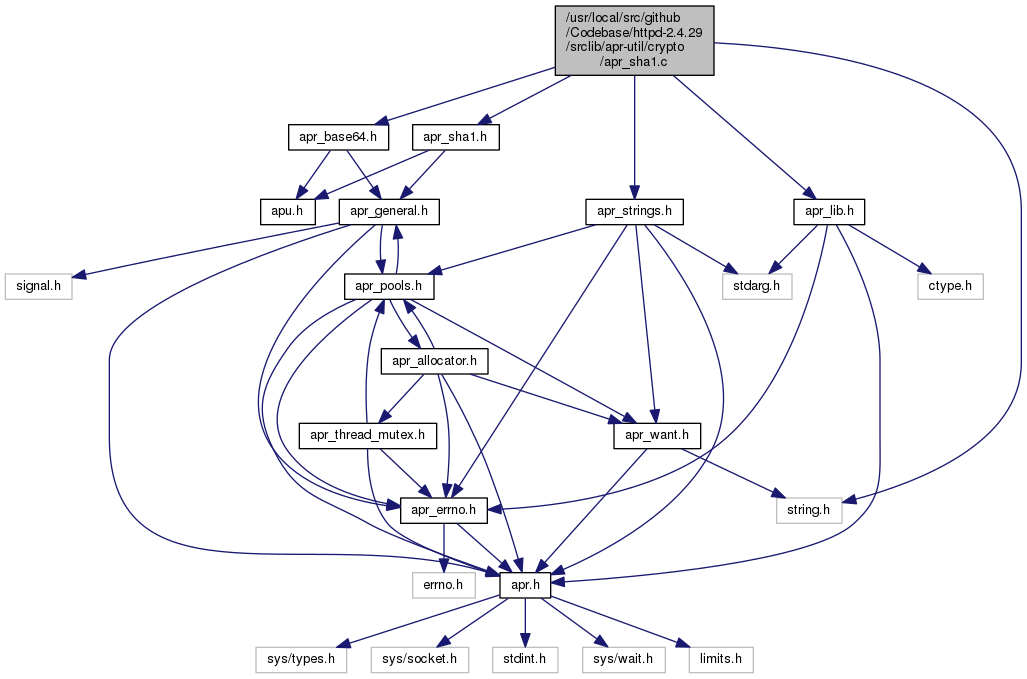 /usr/local/src/github
/Codebase/httpd-2.4.29
/srclib/apr-util/crypto
/apr_sha1.c
apr_base64.h
apr_sha1.h
apu.h
apr_general.h
apr_strings.h
apr_lib.h
signal.h
apr_pools.h
stdarg.h
ctype.h
apr_allocator.h
apr_thread_mutex.h
apr_want.h
apr_errno.h
string.h
errno.h
apr.h
sys/types.h
sys/socket.h
stdint.h
sys/wait.h
limits.h